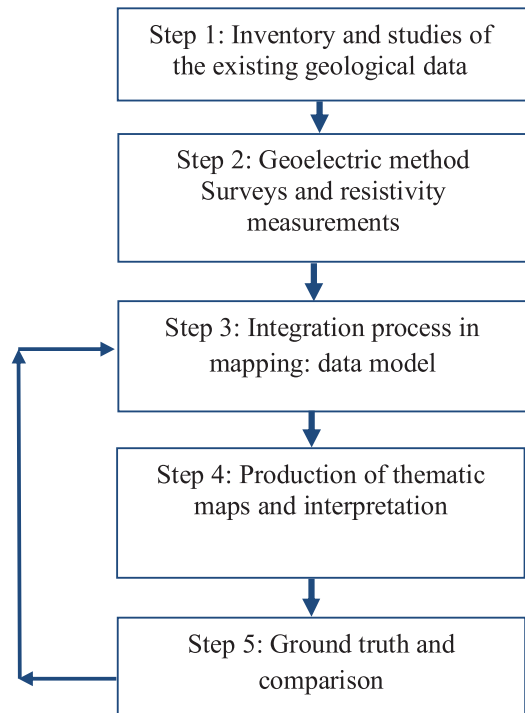 Step 1: Inventory and studies of
the existing geological data
Step 2: Geoelectric method
Surveys and resistivity
measurements
Step 3: Integration process in
mapping: data model
Step 4: Production of thematic
maps and interpretation
Step 5: Ground truth and
comparison